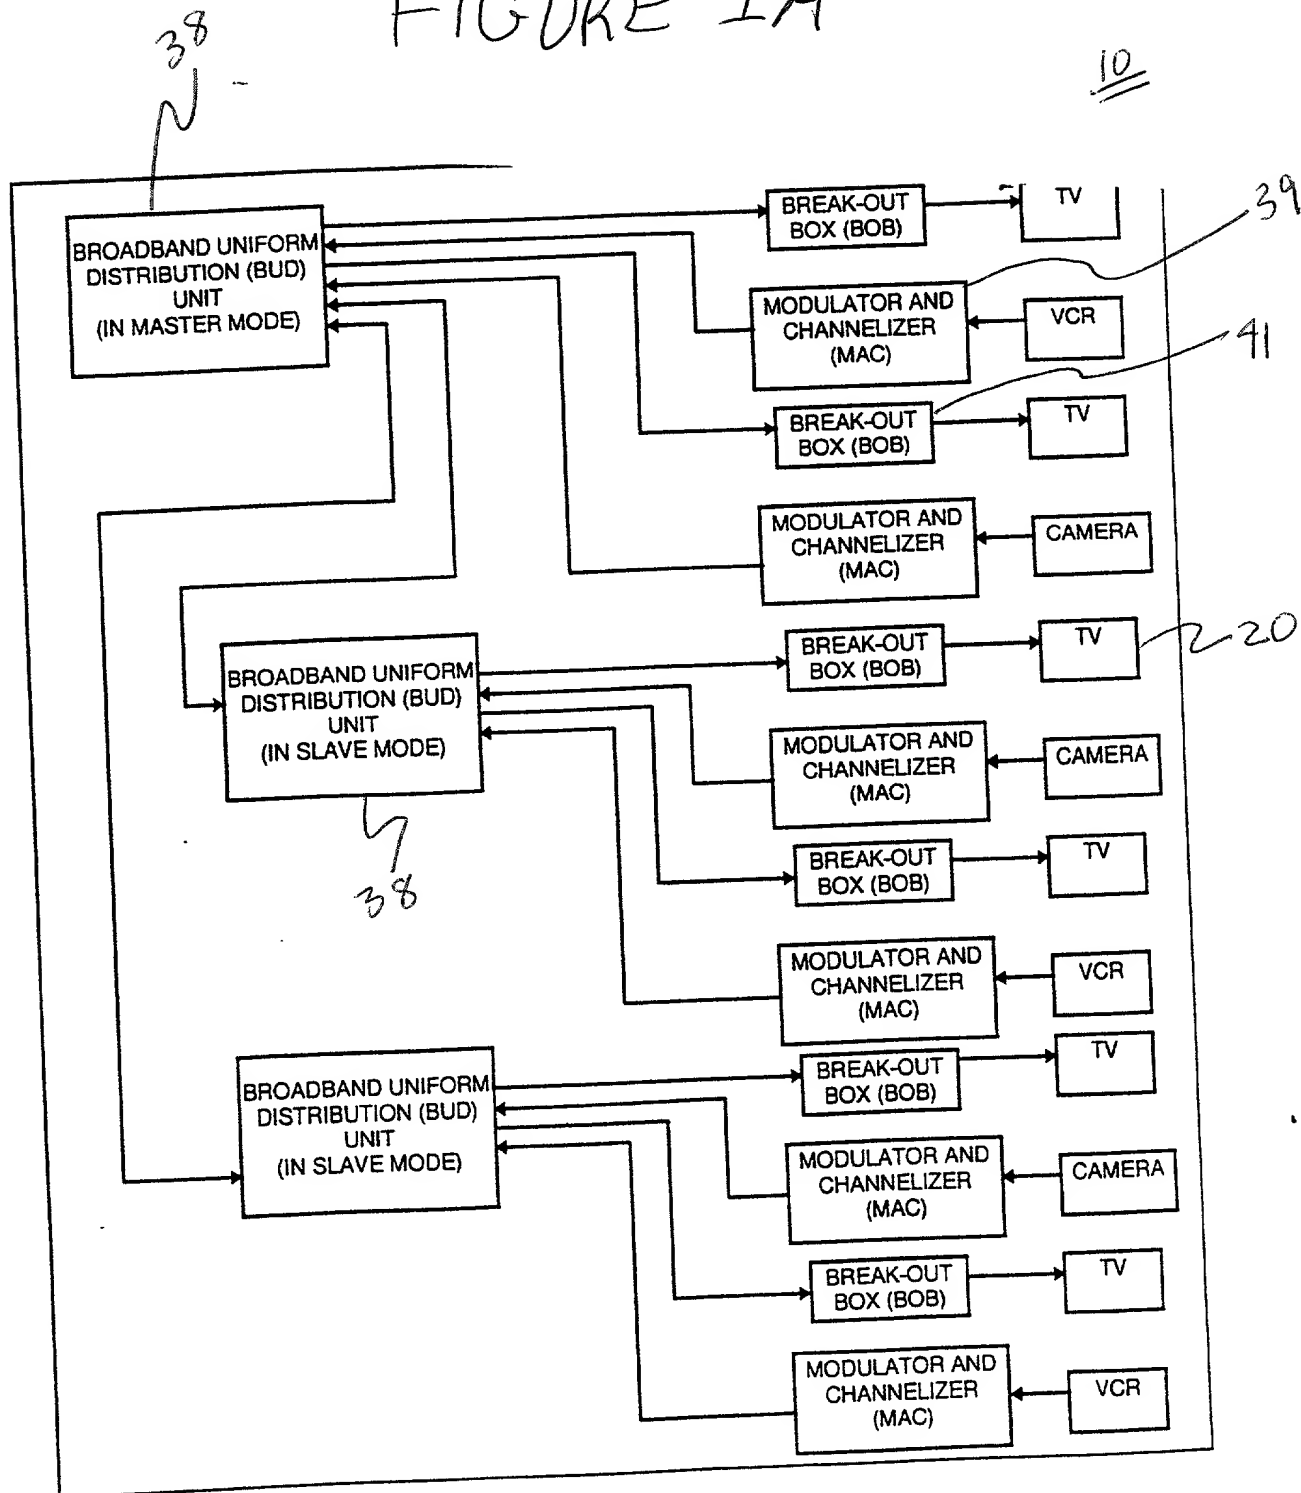 FIGURE 1A
38
10
BROADBAND UNIFORM
DISTRIBUTION (BUD)
UNIT
(IN MASTER MODE)
BREAK-OUT
BOX (BOB)
TV
39
MODULATOR AND
CHANNELIZER
(MAC)
VCR
41
BREAK-OUT
BOX (BOB)
TV
MODULATOR AND
CHANNELIZER
(MAC)
CAMERA
BROADBAND UNIFORM
DISTRIBUTION (BUD)
UNIT
(IN SLAVE MODE)
38
BREAK-OUT
BOX (BOB)
TV
20
MODULATOR AND
CHANNELIZER
(MAC)
CAMERA
BREAK-OUT
BOX (BOB)
TV
MODULATOR AND
CHANNELIZER
(MAC)
VCR
BROADBAND UNIFORM
DISTRIBUTION (BUD)
UNIT
(IN SLAVE MODE)
BREAK-OUT
BOX (BOB)
TV
MODULATOR AND
CHANNELIZER
(MAC)
CAMERA
BREAK-OUT
BOX (BOB)
TV
MODULATOR AND
CHANNELIZER
(MAC)
VCR